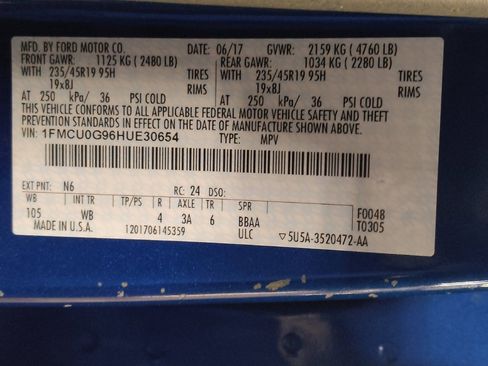 MFD. BY FORD MOTOR CO. DATE: 06/17 GVWR: 2159 KG (4760 LB)
FRONT GAWR: 1125 KG (2480 LB) REAR GAWR: 1034 KG (2280 LB)
WITH 235/45R19 95H TIRES WITH 235/45R19 95H TIRES
19x8J RIMS 19x8J RIMS
AT 250 kPa/ 36 PSI COLD AT 250 kPa/ 36 PSI COLD
THIS VEHICLE CONFORMS TO ALL APPLICABLE FEDERAL MOTOR VEHICLE SAFETY AND THEFT
PREVENTION STANDARDS IN EFFECT ON THE DATE OF MANUFACTURE SHOWN ABOVE.
VIN: 1FMCU0G96HUE30654 TYPE: MPV
EXT PNT: N6 RC: 24 DSO:
WB INT TR TP/PS R AXLE TR SPR F0048
105 WB 4 3A 6 BBAA T0305
MADE IN U.S.A. 1201706145359 ULC ▽5U5A-3520472-AA